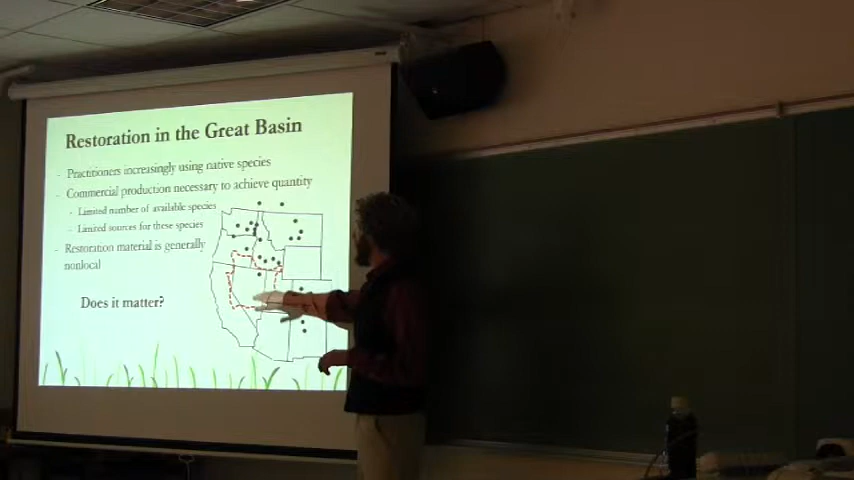 Restoration in the Great Basin
- Practitioners increasingly using native species
- Commercial production necessary to achieve quantity
• Limited number of available species
• Limited sources for these species
- Restoration material is generally
nonlocal
Does it matter?